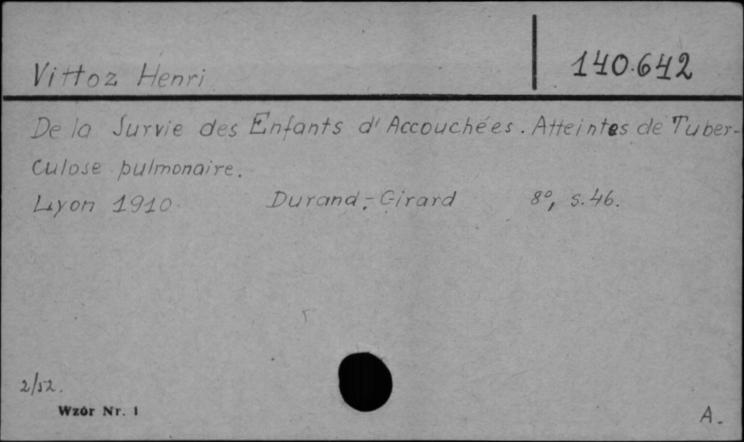 Vittoz Henri
140.642
De la Survie des Enfants d'Accouchées. Atteintes de Tuber-
culose pulmonaire.
Lyon 1910. Durand-Girard 8°, s.46.
2/52.
Wzór Nr. 1
A.